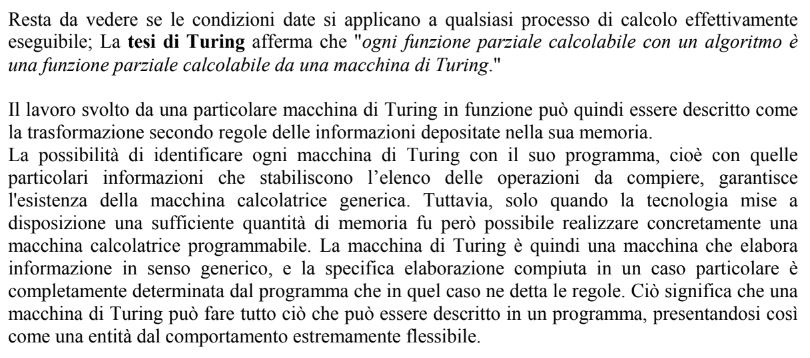 Resta da vedere se le condizioni date si applicano a qualsiasi processo di calcolo effettivamente
eseguibile; La tesi di Turing afferma che "ogni funzione parziale calcolabile con un algoritmo è
una funzione parziale calcolabile da una macchina di Turing."
Il lavoro svolto da una particolare macchina di Turing in funzione può quindi essere descritto come
la trasformazione secondo regole delle informazioni depositate nella sua memoria.
La possibilità di identificare ogni macchina di Turing con il suo programma, cioè con quelle
particolari informazioni che stabiliscono l’elenco delle operazioni da compiere, garantisce
l'esistenza della macchina calcolatrice generica. Tuttavia, solo quando la tecnologia mise a
disposizione una sufficiente quantità di memoria fu però possibile realizzare concretamente una
macchina calcolatrice programmabile. La macchina di Turing è quindi una macchina che elabora
informazione in senso generico, e la specifica elaborazione compiuta in un caso particolare è
completamente determinata dal programma che in quel caso ne detta le regole. Ciò significa che una
macchina di Turing può fare tutto ciò che può essere descritto in un programma, presentandosi così
come una entità dal comportamento estremamente flessibile.